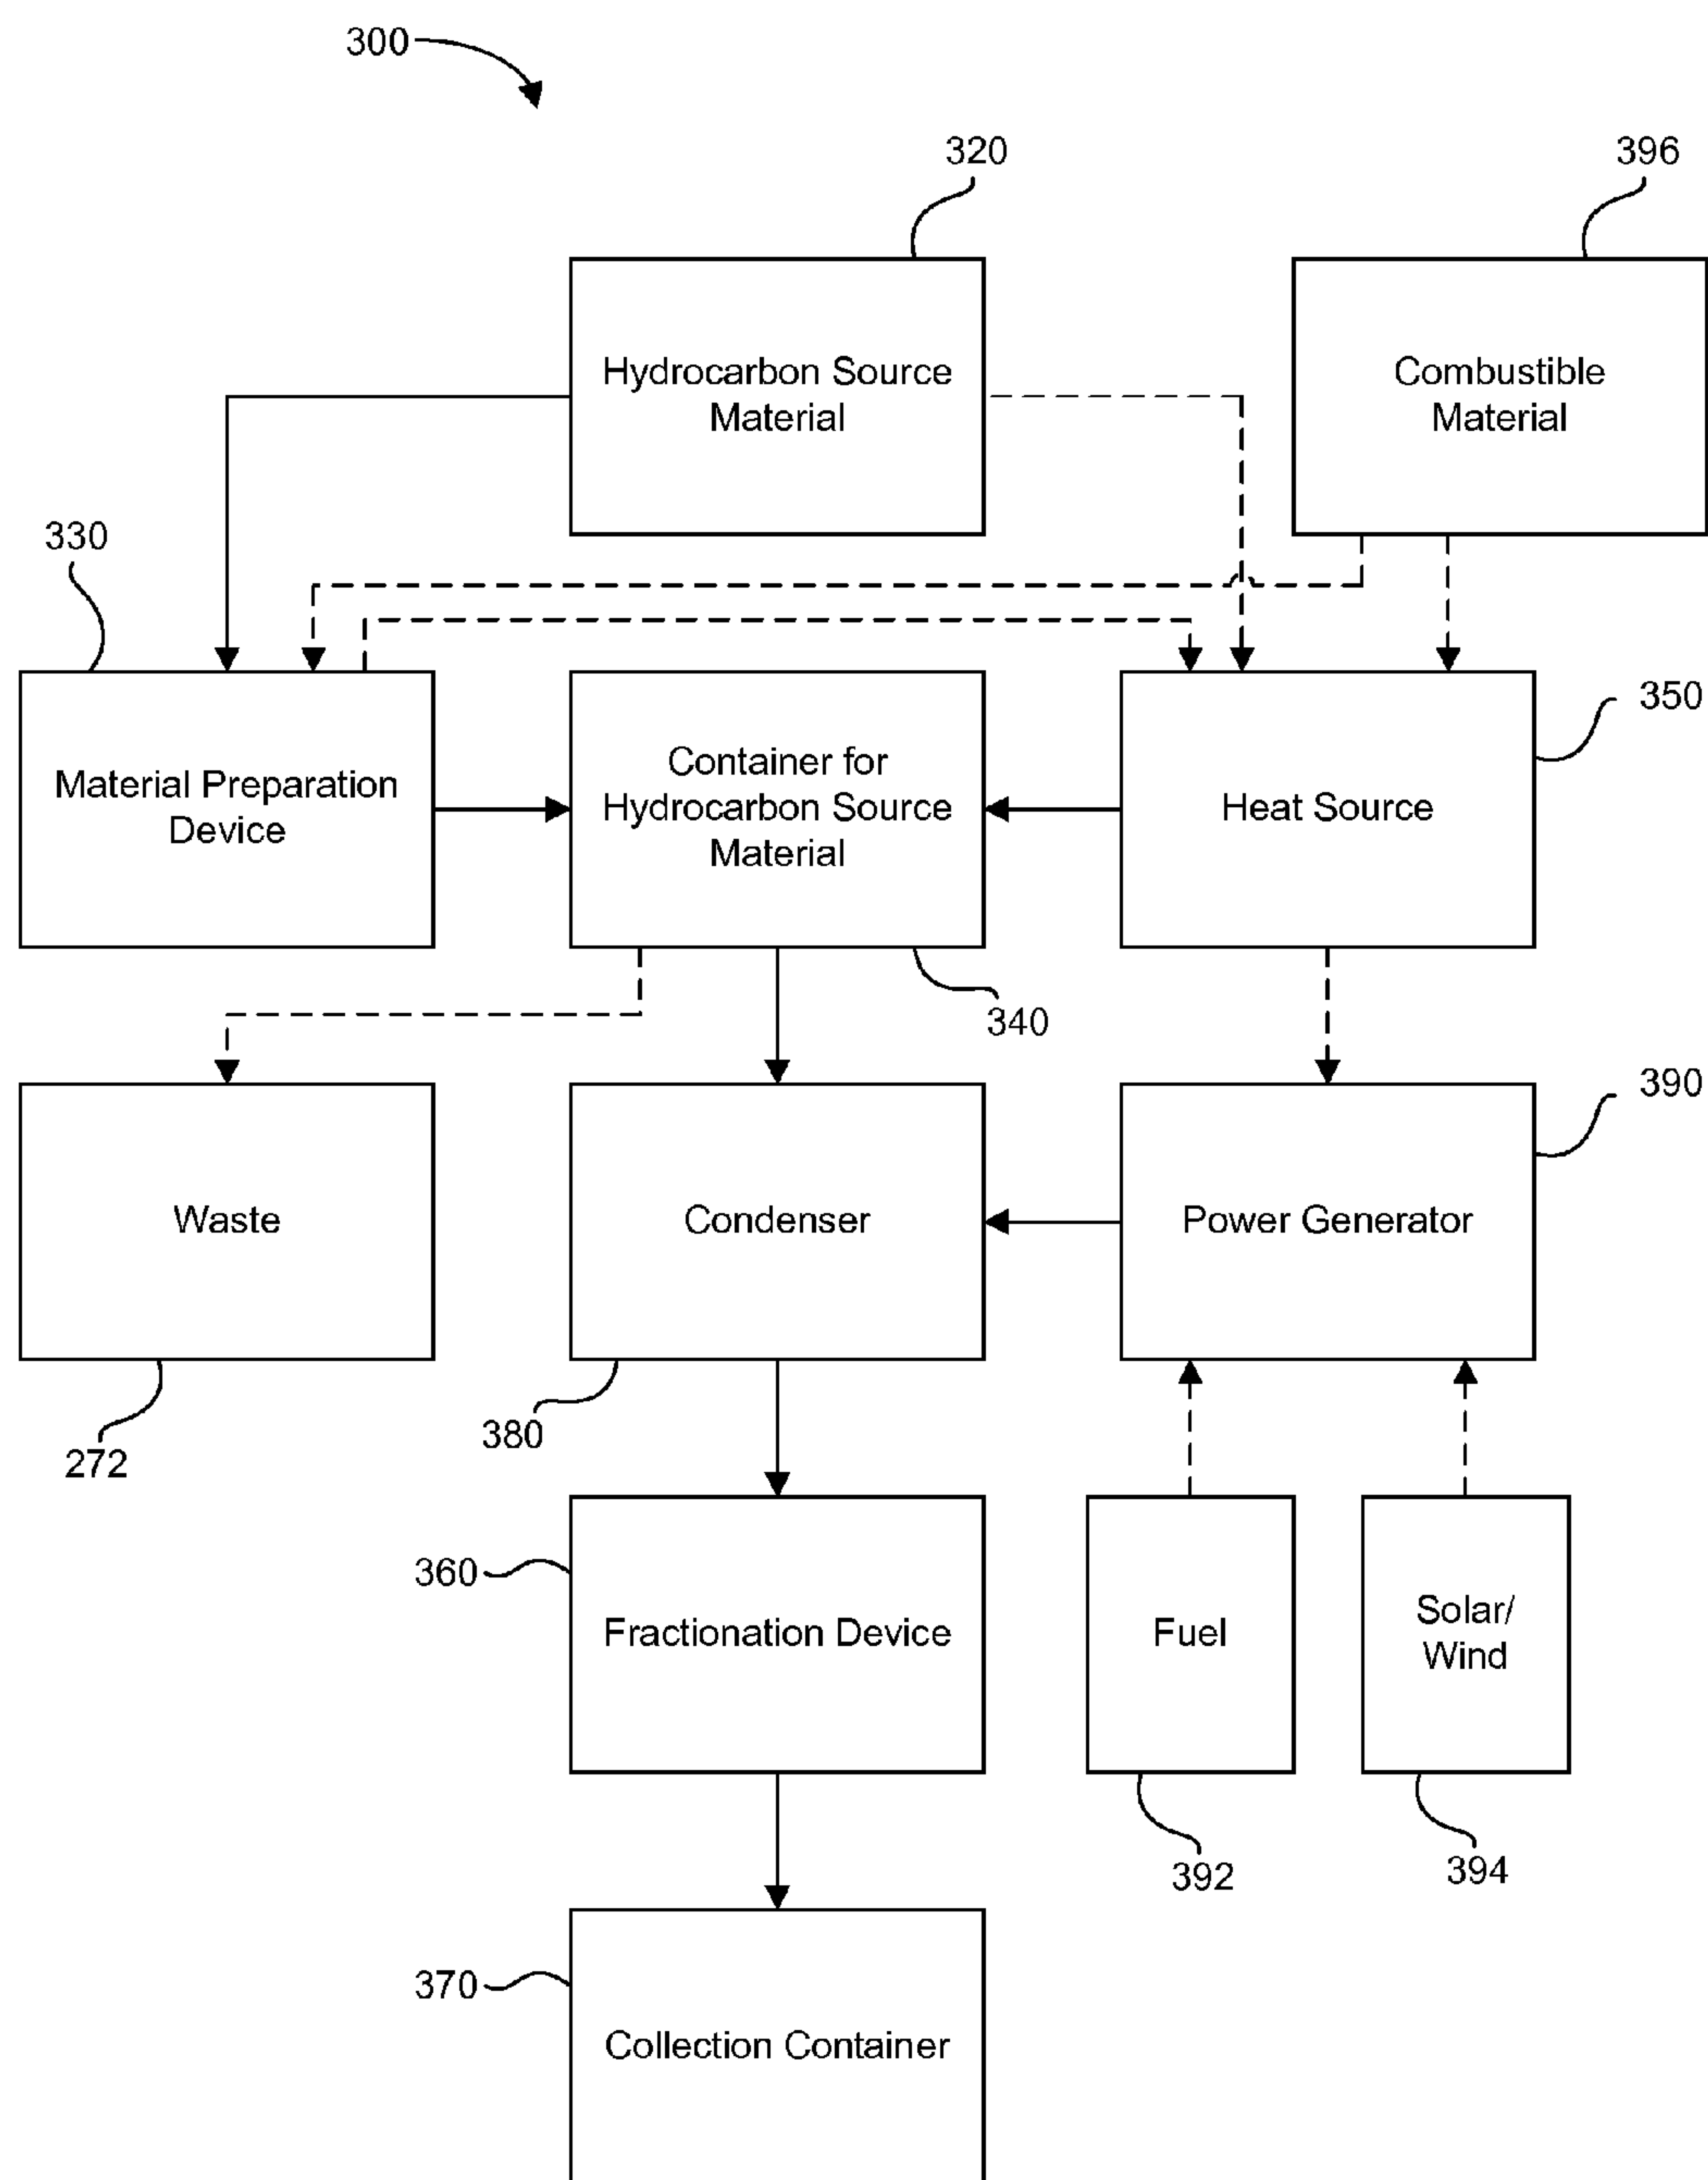 300
320
396
Hydrocarbon Source
Material
Combustible
Material
330
350
Material Preparation
Device
Container for
Hydrocarbon Source
Material
Heat Source
340
390
Waste
Condenser
Power Generator
272
380
360
Fractionation Device
Fuel
Solar/
Wind
392
394
370
Collection Container